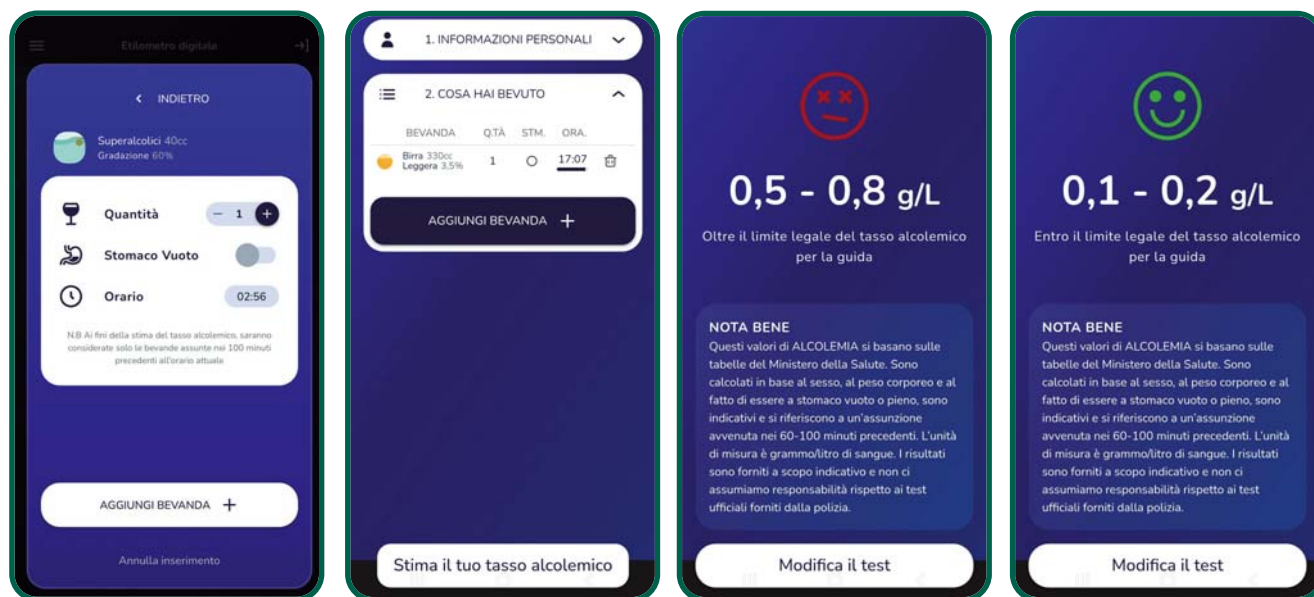 Etilometro digitale
INDIETRO
Superalcolici 40cc
Gradazione 60%
Quantità
− 1 +
Stomaco Vuoto
Orario
02:56
N.B Ai fini della stima del tasso alcolemico, saranno
considerate solo le bevande assunte nei 100 minuti
precedenti all'orario attuale
AGGIUNGI BEVANDA +
Annulla inserimento
1. INFORMAZIONI PERSONALI
2. COSA HAI BEVUTO
BEVANDA Q.TÀ STM. ORA.
Birra 330cc
Leggera 3,5%
1
17:07
AGGIUNGI BEVANDA +
Stima il tuo tasso alcolemico
0,5 - 0,8 g/L
Oltre il limite legale del tasso alcolemico
per la guida
NOTA BENE
Questi valori di ALCOLEMIA si basano sulle
tabelle del Ministero della Salute. Sono
calcolati in base al sesso, al peso corporeo e al
fatto di essere a stomaco vuoto o pieno, sono
indicativi e si riferiscono a un'assunzione
avvenuta nei 60-100 minuti precedenti. L'unità
di misura è grammo/litro di sangue. I risultati
sono forniti a scopo indicativo e non ci
assumiamo responsabilità rispetto ai test
ufficiali forniti dalla polizia.
Modifica il test
0,1 - 0,2 g/L
Entro il limite legale del tasso alcolemico
per la guida
NOTA BENE
Questi valori di ALCOLEMIA si basano sulle
tabelle del Ministero della Salute. Sono
calcolati in base al sesso, al peso corporeo e al
fatto di essere a stomaco vuoto o pieno, sono
indicativi e si riferiscono a un'assunzione
avvenuta nei 60-100 minuti precedenti. L'unità
di misura è grammo/litro di sangue. I risultati
sono forniti a scopo indicativo e non ci
assumiamo responsabilità rispetto ai test
ufficiali forniti dalla polizia.
Modifica il test